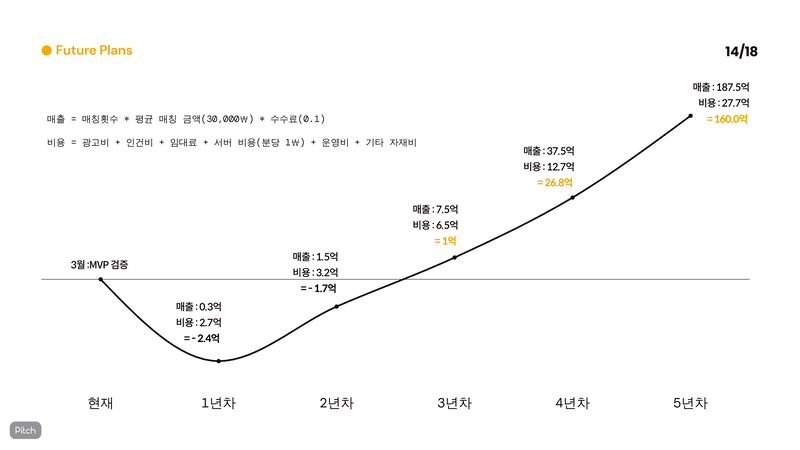 Future Plans
14/18
매출 = 매칭횟수 * 평균 매칭 금액(30,000₩) * 수수료(0.1)
비용 = 광고비 + 인건비 + 임대료 + 서버 비용(분당 1₩) + 운영비 + 기타 자재비
매출 : 187.5억
비용 : 27.7억
= 160.0억
매출 : 37.5억
비용 : 12.7억
= 26.8억
매출 : 7.5억
비용 : 6.5억
= 1억
매출 : 1.5억
비용 : 3.2억
= - 1.7억
3월 :MVP 검증
매출 : 0.3억
비용 : 2.7억
= - 2.4억
현재
1년차
2년차
3년차
4년차
5년차
Pitch